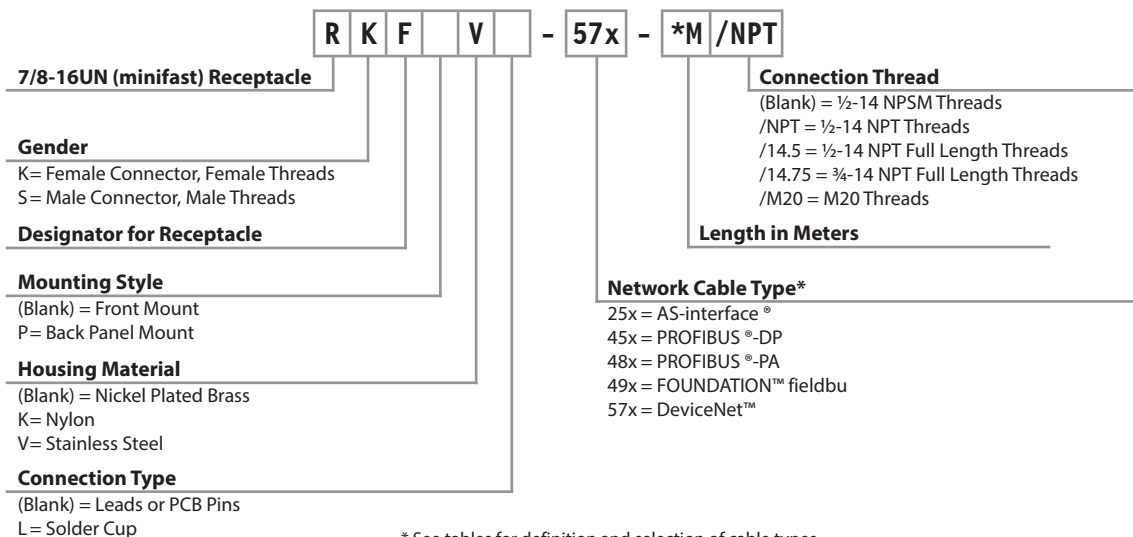 R K F V - 57x - *M /NPT
7/8-16UN (minifast) Receptacle
Gender
K= Female Connector, Female Threads
S= Male Connector, Male Threads
Designator for Receptacle
Mounting Style
(Blank) = Front Mount
P= Back Panel Mount
Housing Material
(Blank) = Nickel Plated Brass
K= Nylon
V= Stainless Steel
Connection Type
(Blank) = Leads or PCB Pins
L= Solder Cup
Connection Thread
(Blank) = ½-14 NPSM Threads
/NPT = ½-14 NPT Threads
/14.5 = ½-14 NPT Full Length Threads
/14.75 = ¾-14 NPT Full Length Threads
/M20 = M20 Threads
Length in Meters
Network Cable Type*
25x = AS-interface ®
45x = PROFIBUS ®-DP
48x = PROFIBUS ®-PA
49x = FOUNDATION™ fieldbu
57x = DeviceNet™
* See tables for definition and selection of cable types